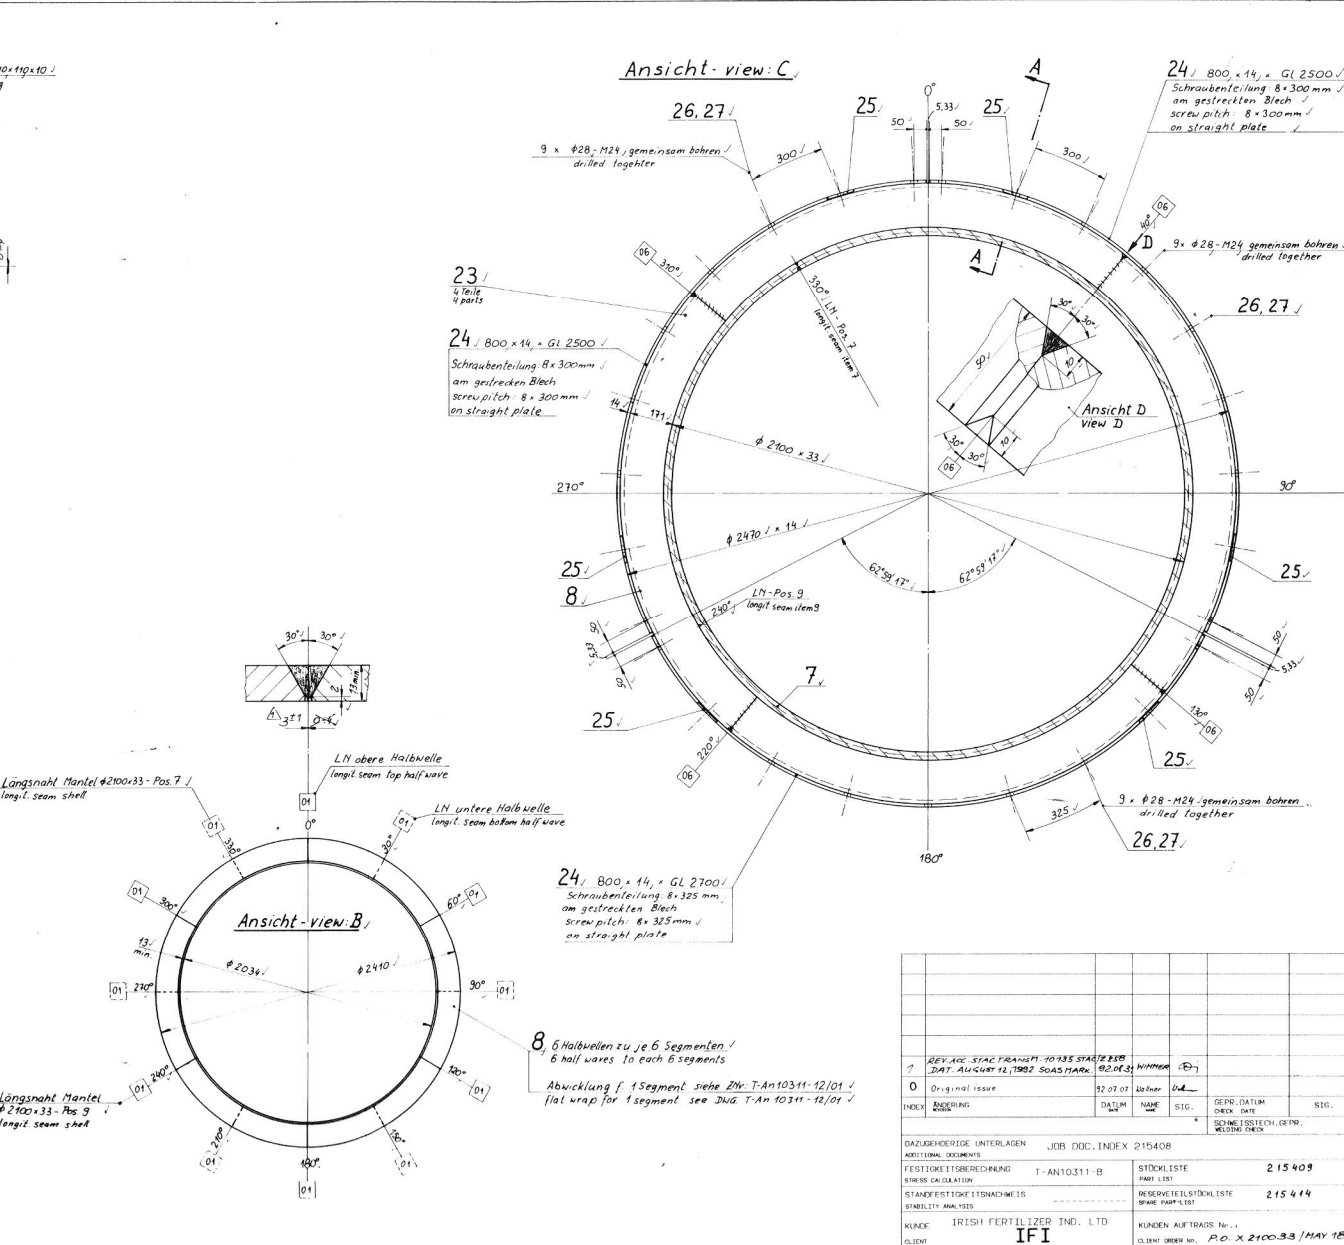 Ansicht - view: C
A
0°
5,33
50
50
26, 27
25
25
9 x ϕ28 - M24, gemeinsam bohren
drilled togehter
300
300
24 800 x 14, x GL 2500
Schraubenteilung: 8 x 300 mm
am gestreckten Blech
screw pitch: 8 x 300 mm
on straight plate
06
40°
D
9 x ϕ28 - M24 gemeinsam bohren
drilled together
26, 27
06
310°
A
23
4 Teile
4 parts
330° LN - Pos. 7
longit. seam item 7
24 800 x 14, x GL 2500
Schraubenteilung: 8 x 300 mm
am gestrecken Blech
screw pitch: 8 x 300 mm
on straight plate
14
171
ϕ 2100 x 33
30°
30°
50
10
Ansicht D
view D
10
30°
30°
06
270°
90°
ϕ 2470 x 14
62° 59' 17"
62° 59' 17"
25
25
8
240°
LN - Pos. 9
longit. seam item 9
50
5,33
50
50
5,33
50
7
25
220°
06
130°
06
25
325
9 x ϕ28 - M24 gemeinsam bohren
drilled together
26, 27
180°
24 800 x 14, x GL 2700
Schraubenteilung: 8 x 325 mm
am gestreckten Blech
screw pitch: 8 x 325 mm
on straight plate
30°
30°
2
13 min.
3 ±1
Längsnaht Mantel ϕ2100x33 - Pos. 7
longit. seam shell
LN obere Halbwelle
longit. seam top half wave
01
0°
LN untere Halbwelle
longit. seam bottom half wave
01
330°
01
30°
01
300°
60°
01
Ansicht - view: B
13
min.
ϕ 2034
ϕ 2410
01
270°
90°
01
01
240°
120°
01
Längsnaht Mantel
ϕ 2100x33 - Pos 9
longit. seam shell
01
210°
180°
150°
01
01
8 6 Halbwellen zu je 6 Segmenten
6 half waves to each 6 segments
Abwicklung f. 1 Segment siehe ZNr: T-An10311-12/01
flat wrap for 1 segment see DWG. T-An 10311-12/01
1 REV. ACC. STAC TRANSM. 10135 STAC
DAT. AUGUST 12, 1992 SOAS MARK. WIMMER
0 Original issue 92.07.07 Wallner
INDEX ÄNDERUNG DATUM NAME SIG. GEPR. DATUM SIG.
REVISION DATE NAME CHECK DATE
SCHWEISSTECH. GEPR.
WELDING CHECK
DAZUGEHOERIGE UNTERLAGEN JOB DOC. INDEX 215408
ADDITIONAL DOCUMENTS
FESTIGKEITSBERECHNUNG T-AN10311-B STÜCKLISTE 215409
STRESS CALCULATION PART LIST
STANDFESTIGKEITSNACHWEIS RESERVETEILSTÜCKLISTE 215414
STABILITY ANALYSIS SPARE PART-LIST
KUNDE IRISH FERTILIZER IND. LTD KUNDEN AUFTRAGS Nr.:
CLIENT IFI CLIENT ORDER NO. P.O. X 210033 / MAY